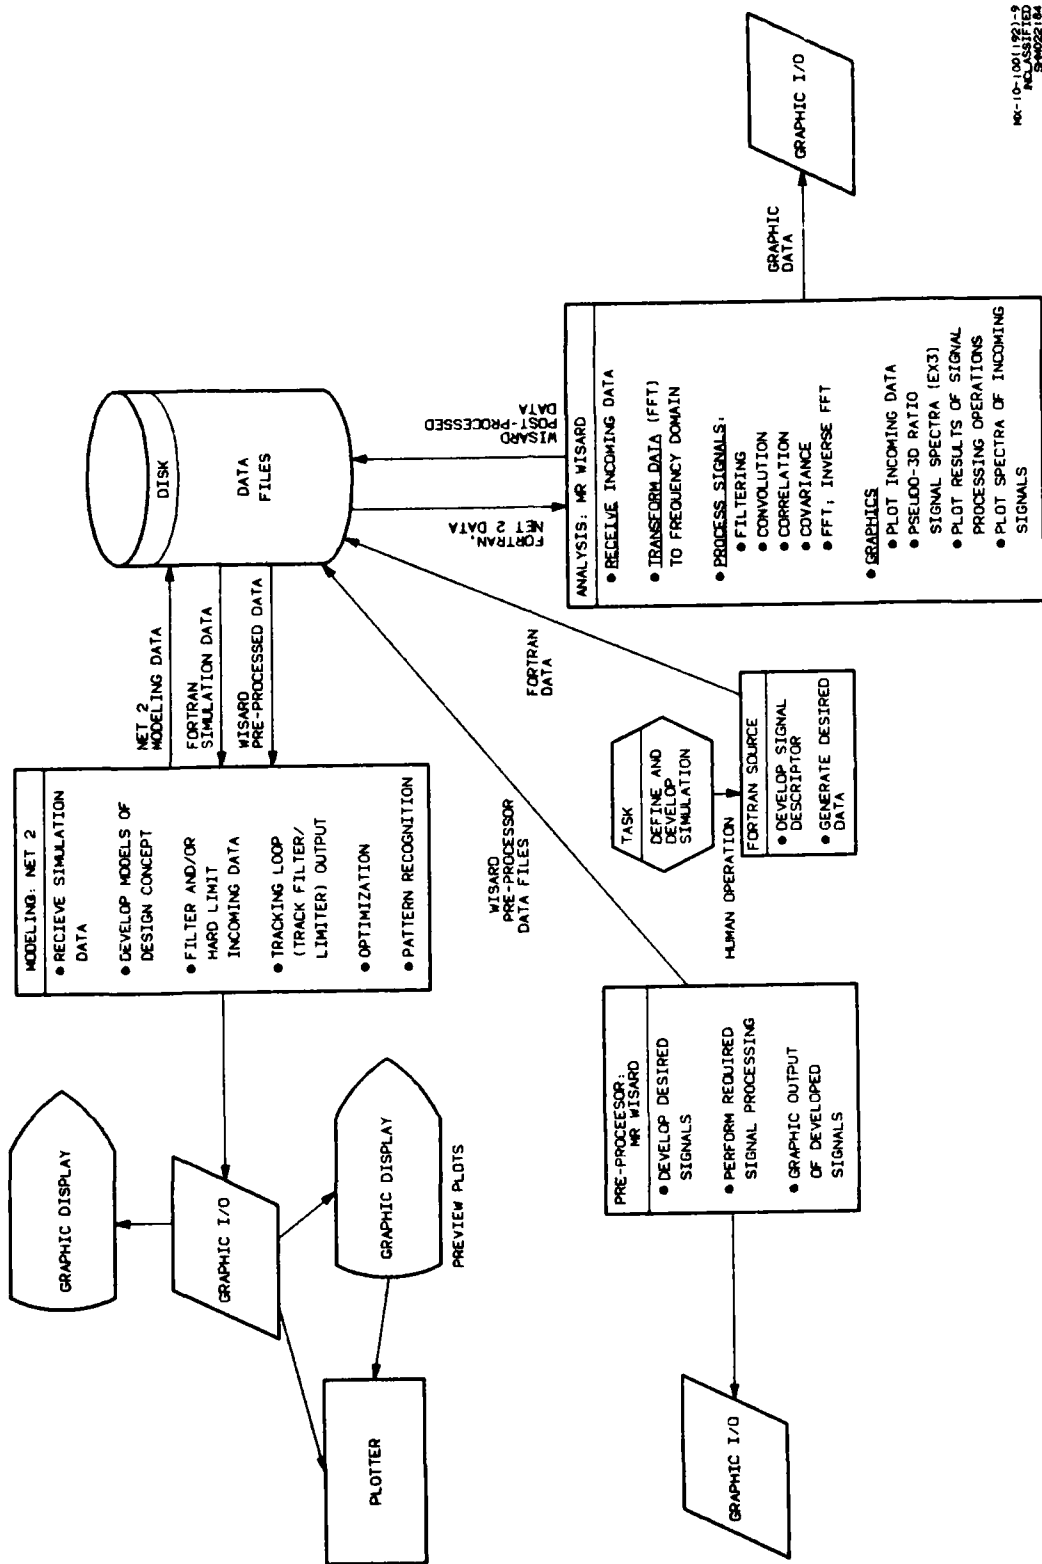 GRAPHIC DISPLAY
GRAPHIC I/O
PLOTTER
GRAPHIC DISPLAY
PREVIEW PLOTS
MODELING: NET 2
● RECIEVE SIMULATION
DATA
● DEVELOP MODELS OF
DESIGN CONCEPT
● FILTER AND/OR
HARD LIMIT
INCOMING DATA
● TRACKING LOOP
(TRACK FILTER/
LIMITER) OUTPUT
● OPTIMIZATION
● PATTERN RECOGNITION
NET 2
MODELING DATA
FORTRAN
SIMULATION DATA
WISARD
PRE-PROCESSED DATA
DISK
DATA
FILES
WISARD
PRE-PROCESSOR
DATA FILES
FORTRAN
DATA
FORTRAN,
NET 2 DATA
WISARD
POST-PROCESSED
DATA
PRE-PROCEESOR:
MR WISARD
● DEVELOP DESIRED
SIGNALS
● PERFORM REQUIRED
SIGNAL PROCESSING
● GRAPHIC OUTPUT
OF DEVELOPED
SIGNALS
GRAPHIC I/O
TASK
DEFINE AND
DEVELOP
SIMULATION
HUMAN OPERATION
FORTRAN SOURCE
● DEVELOP SIGNAL
DESCRIPTOR
● GENERATE DESIRED
DATA
ANALYSIS: MR WISARD
● RECEIVE INCOMING DATA
● TRANSFORM DATA (FFT)
TO FREQUENCY DOMAIN
● PROCESS SIGNALS:
● FILTERING
● CONVOLUTION
● CORRELATION
● COVARIANCE
● FFT, INVERSE FFT
● GRAPHICS
● PLOT INCOMING DATA
● PSEUDO-3D RATIO
SIGNAL SPECTRA (EX3)
● PLOT RESULTS OF SIGNAL
PROCESSING OPERATIONS
● PLOT SPECTRA OF INCOMING
SIGNALS
GRAPHIC
DATA
GRAPHIC I/O